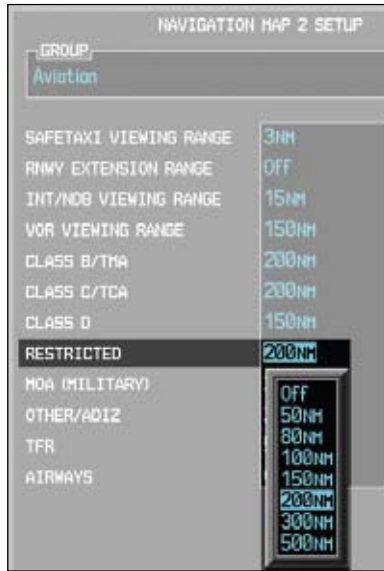 NAVIGATION MAP 2 SETUP
GROUP
Aviation
SAFETAXI VIEWING RANGE 3NM
RNWY EXTENSION RANGE Off
INT/NDB VIEWING RANGE 15NM
VOR VIEWING RANGE 150NM
CLASS B/TMA 200NM
CLASS C/TCA 200NM
CLASS D 150NM
RESTRICTED 200NM
MOA (MILITARY)
OTHER/ADIZ
TFR
AIRWAYS
Off
50NM
80NM
100NM
150NM
200NM
300NM
500NM